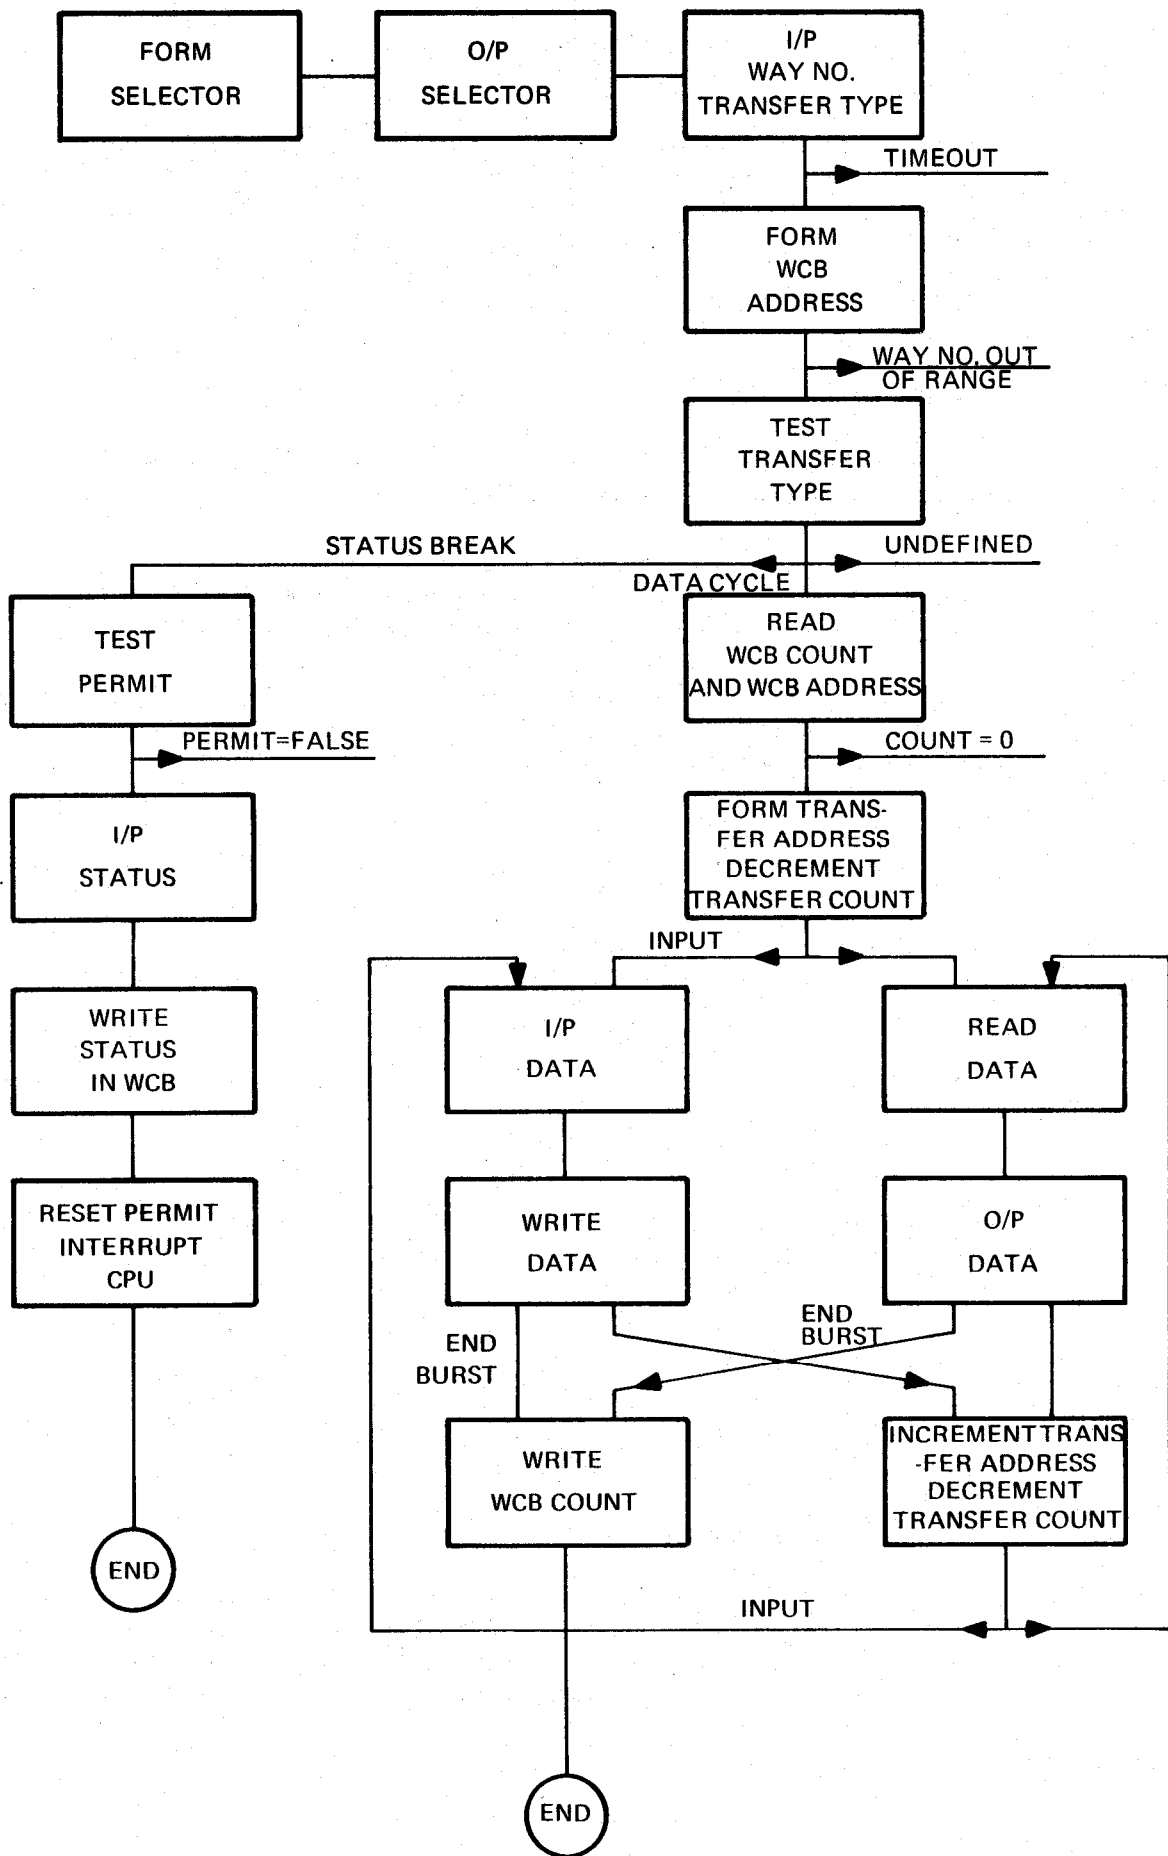 FORM
SELECTOR
O/P
SELECTOR
I/P
WAY NO.
TRANSFER TYPE
TIMEOUT
FORM
WCB
ADDRESS
WAY NO. OUT
OF RANGE
TEST
TRANSFER
TYPE
STATUS BREAK
UNDEFINED
DATA CYCLE
TEST
PERMIT
READ
WCB COUNT
AND WCB ADDRESS
PERMIT=FALSE
COUNT = 0
I/P
STATUS
FORM TRANS-
FER ADDRESS
DECREMENT
TRANSFER COUNT
INPUT
WRITE
STATUS
IN WCB
I/P
DATA
READ
DATA
RESET PERMIT
INTERRUPT
CPU
WRITE
DATA
O/P
DATA
END
BURST
END
BURST
WRITE
WCB COUNT
INCREMENT TRANS
-FER ADDRESS
DECREMENT
TRANSFER COUNT
END
INPUT
END